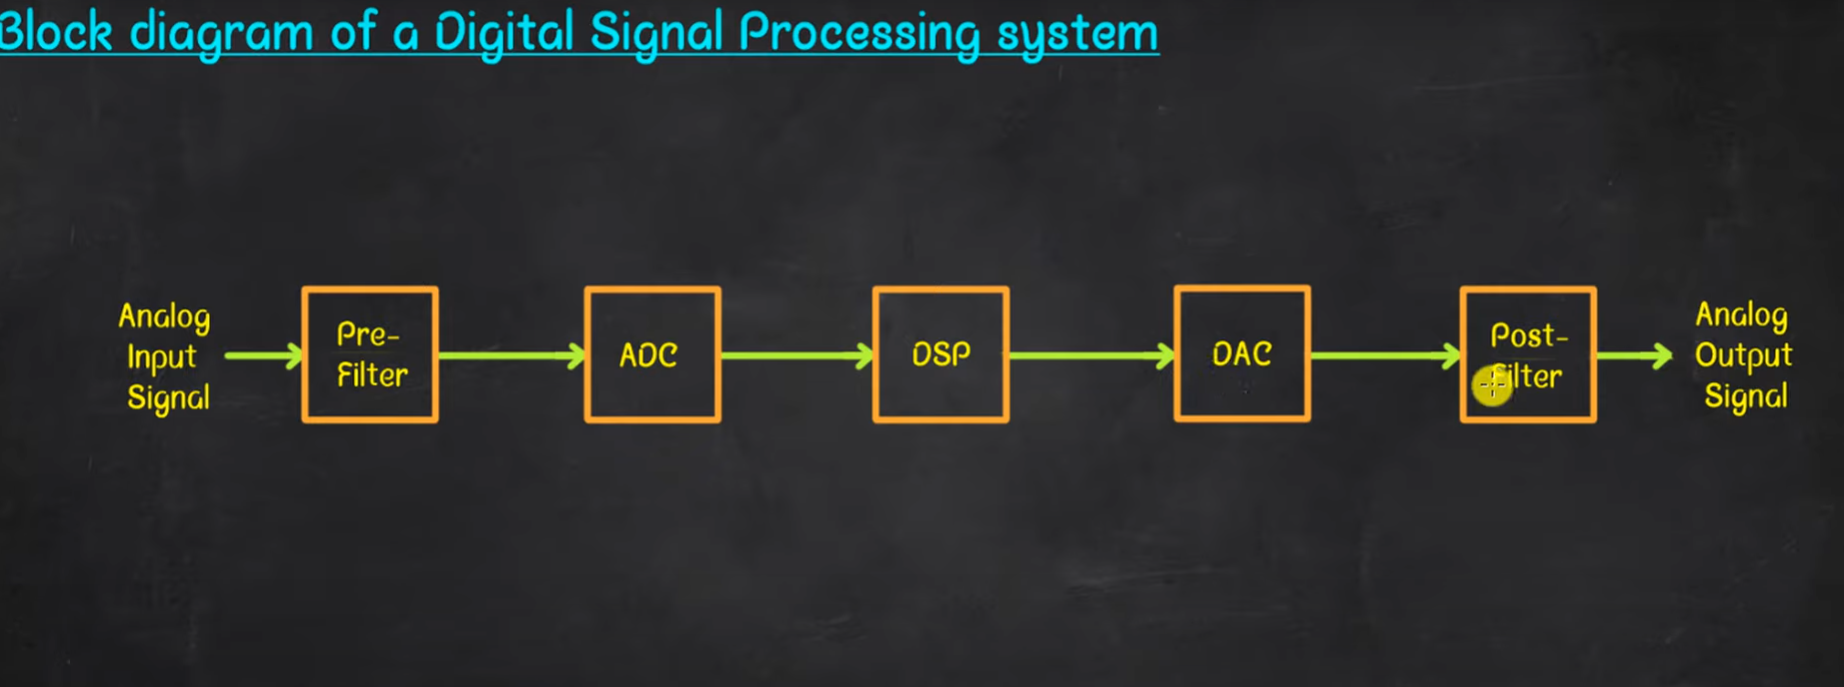 Block diagram of a Digital Signal Processing system
Analog
Input
Signal
Pre-
Filter
ADC
DSP
DAC
Post-
Filter
Analog
Output
Signal